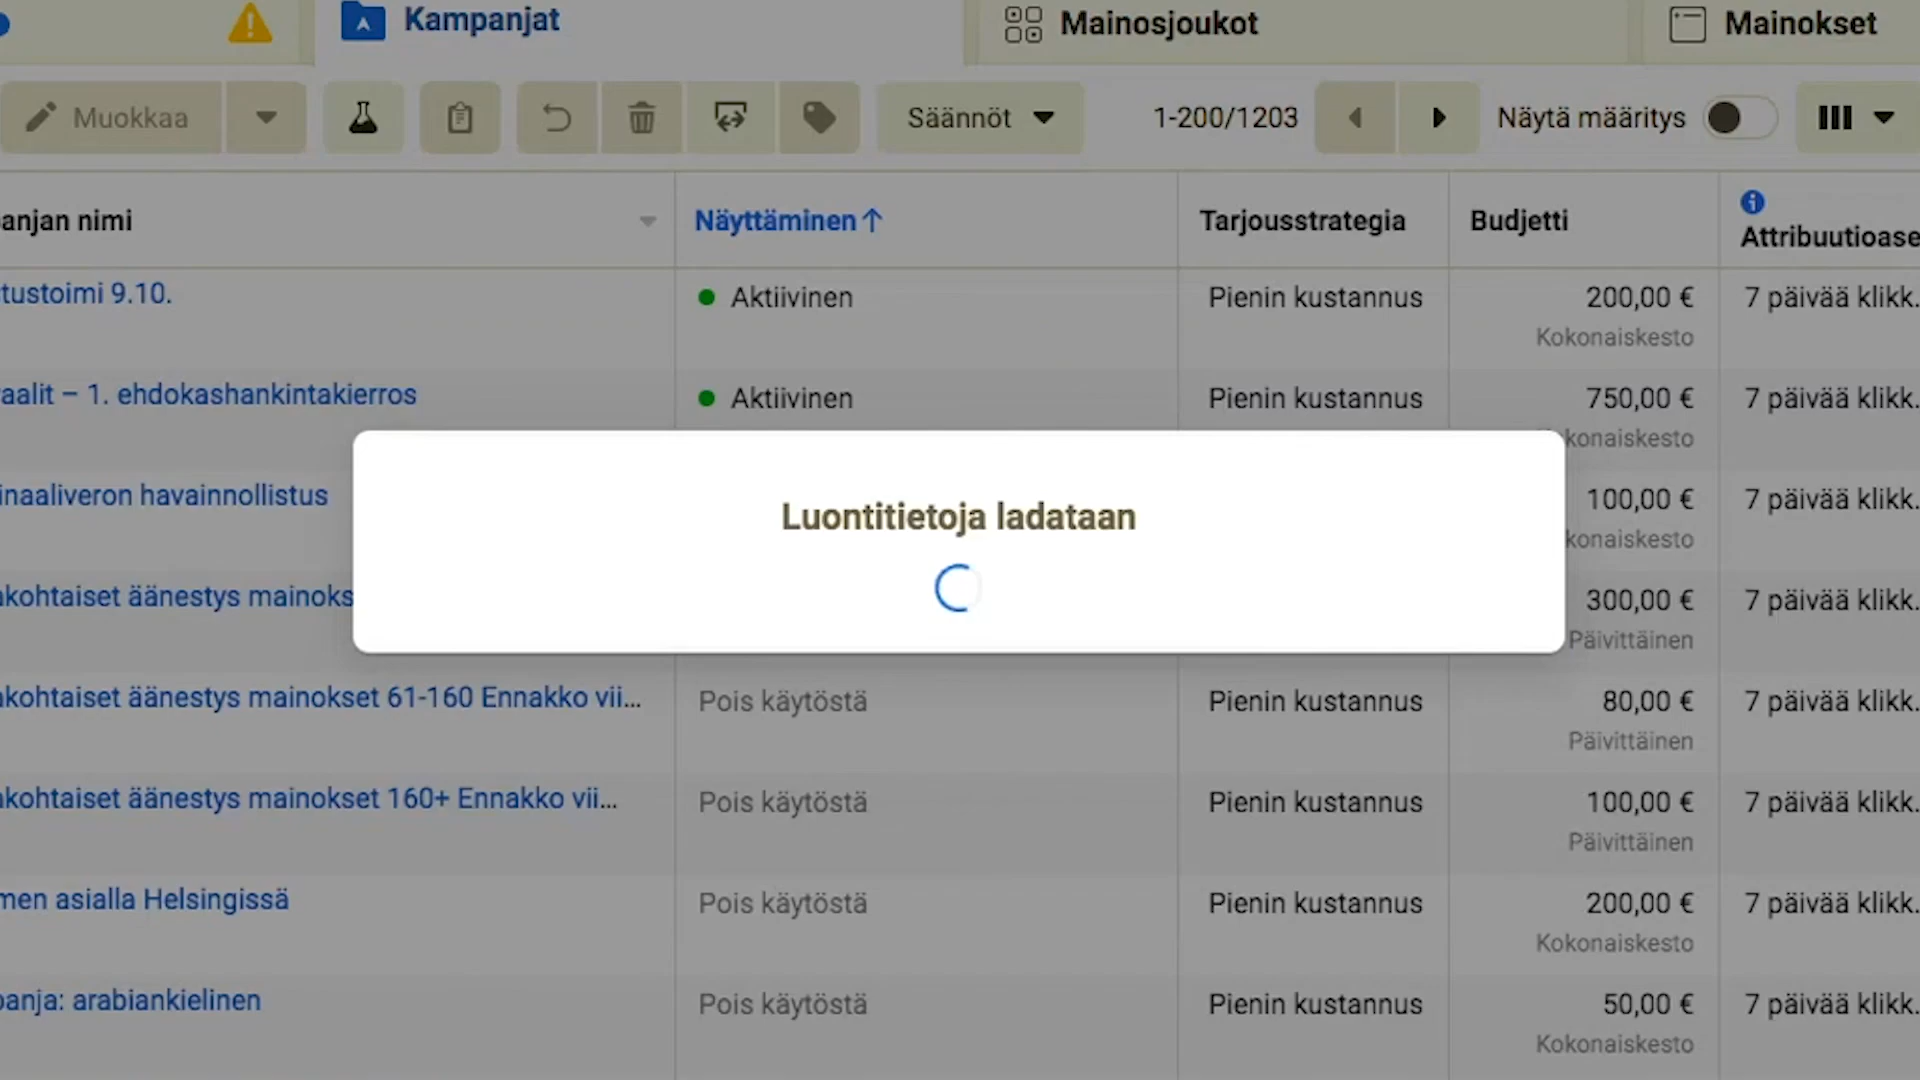 Kampanjat Mainosjoukot Mainokset
Muokkaa Säännöt 1-200/1203 Näytä määritys
anjan nimi Näyttäminen Tarjousstrategia Budjetti Attribuutioase
tustoimi 9.10. Aktiivinen Pienin kustannus 200,00 € 7 päivää klikk.
Kokonaiskesto
aalit – 1. ehdokashankintakierros Aktiivinen Pienin kustannus 750,00 € 7 päivää klikk.
konaiskesto
inaaliveron havainnollistus 100,00 € 7 päivää klikk.
konaiskesto
Luontitietoja ladataan
kohtaiset äänestys mainoks 300,00 € 7 päivää klikk.
Päivittäinen
kohtaiset äänestys mainokset 61-160 Ennakko vii... Pois käytöstä Pienin kustannus 80,00 € 7 päivää klikk.
Päivittäinen
kohtaiset äänestys mainokset 160+ Ennakko vii... Pois käytöstä Pienin kustannus 100,00 € 7 päivää klikk.
Päivittäinen
men asialla Helsingissä Pois käytöstä Pienin kustannus 200,00 € 7 päivää klikk.
Kokonaiskesto
panja: arabiankielinen Pois käytöstä Pienin kustannus 50,00 € 7 päivää klikk.
Kokonaiskesto